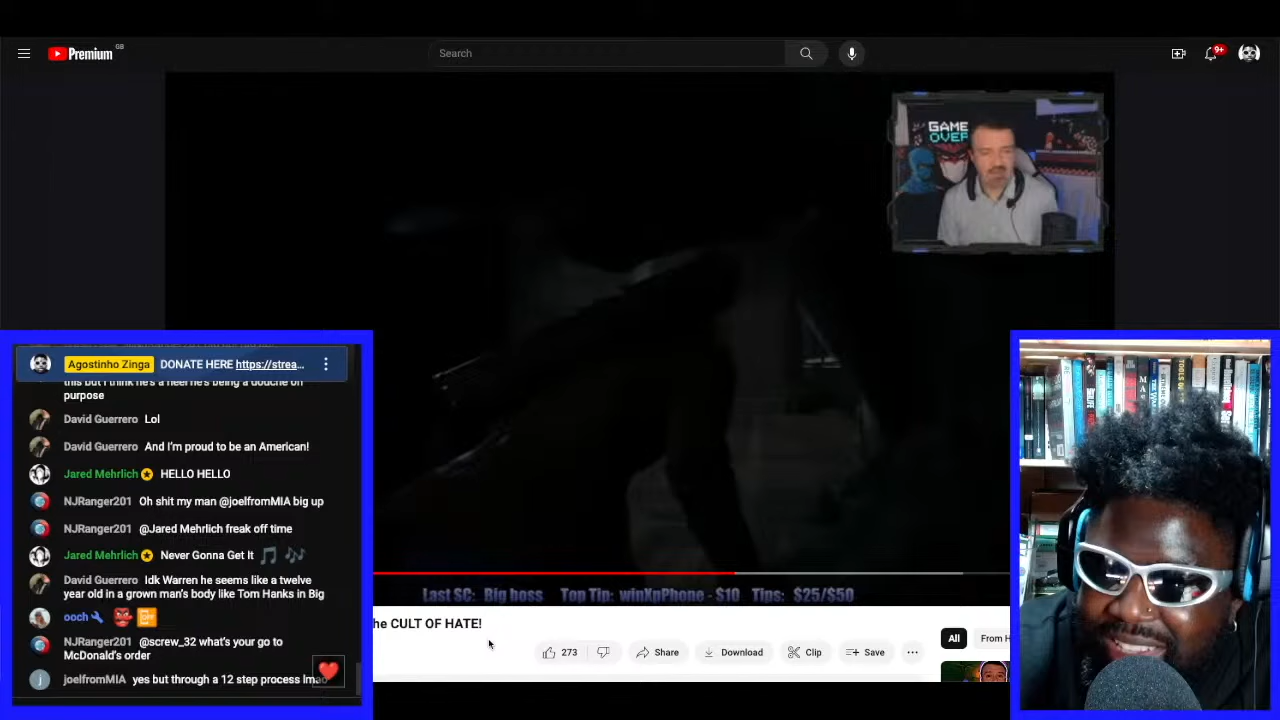 Premium GB
Search
9+
GAME
OVER
Agostinho Zinga DONATE HERE https://strea...
purpose
David Guerrero Lol
David Guerrero And I'm proud to be an American!
Jared Mehrlich HELLO HELLO
NJRanger201 Oh shit my man @joelfromMIA big up
NJRanger201 @Jared Mehrlich freak off time
Jared Mehrlich Never Gonna Get It 🎵 🎶
David Guerrero Idk Warren he seems like a twelve
year old in a grown man's body like Tom Hanks in Big
ooch
NJRanger201 @screw_32 what's your go to
McDonald's order
joelfromMIA yes but through a 12 step process lmao
Last SC: Big boss Top Tip: winXpPhone - $10 Tips: $25/$50
he CULT OF HATE!
273
Share
Download
Clip
Save
All
From H